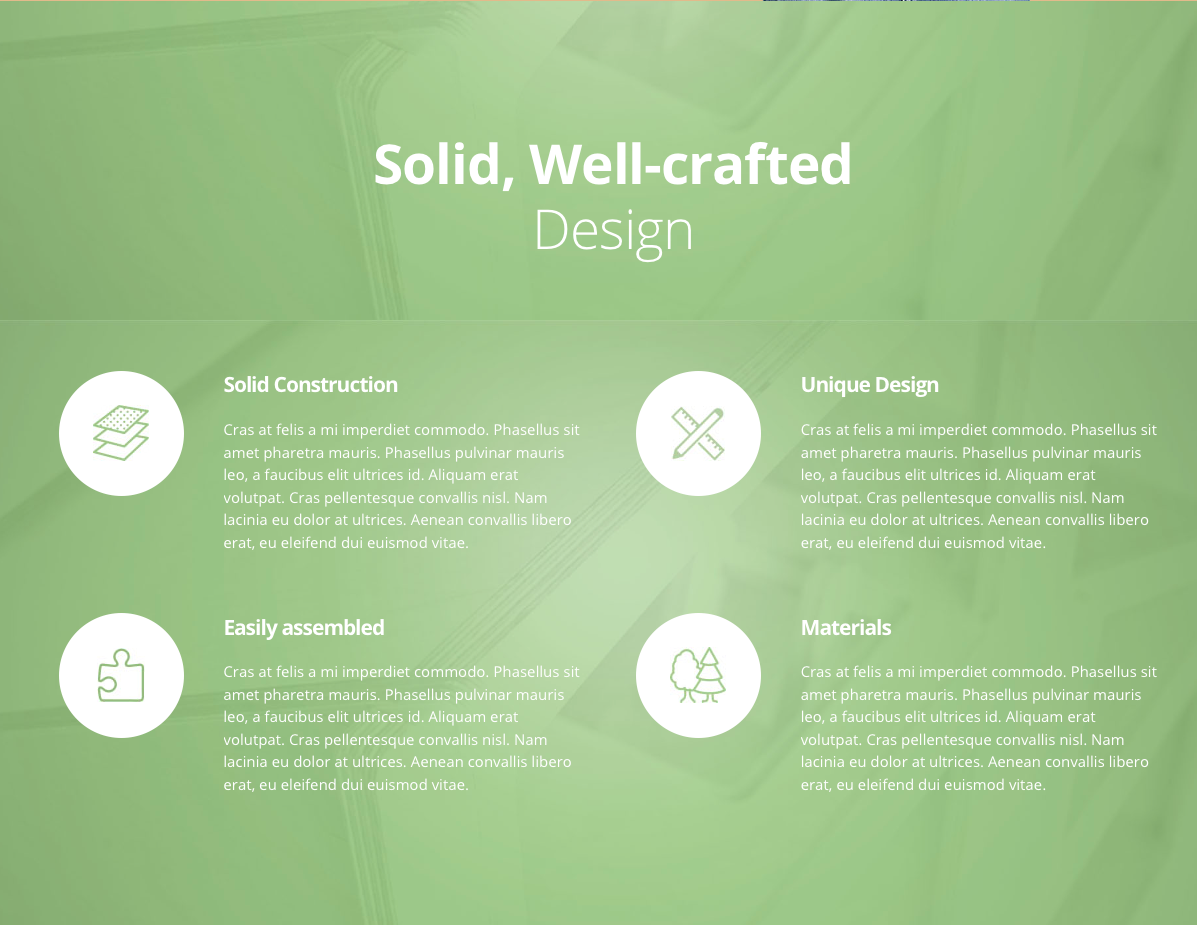 Solid, Well-crafted
Design
Solid Construction
Cras at felis a mi imperdiet commodo. Phasellus sit
amet pharetra mauris. Phasellus pulvinar mauris
leo, a faucibus elit ultrices id. Aliquam erat
volutpat. Cras pellentesque convallis nisl. Nam
lacinia eu dolor at ultrices. Aenean convallis libero
erat, eu eleifend dui euismod vitae.
Unique Design
Cras at felis a mi imperdiet commodo. Phasellus sit
amet pharetra mauris. Phasellus pulvinar mauris
leo, a faucibus elit ultrices id. Aliquam erat
volutpat. Cras pellentesque convallis nisl. Nam
lacinia eu dolor at ultrices. Aenean convallis libero
erat, eu eleifend dui euismod vitae.
Easily assembled
Cras at felis a mi imperdiet commodo. Phasellus sit
amet pharetra mauris. Phasellus pulvinar mauris
leo, a faucibus elit ultrices id. Aliquam erat
volutpat. Cras pellentesque convallis nisl. Nam
lacinia eu dolor at ultrices. Aenean convallis libero
erat, eu eleifend dui euismod vitae.
Materials
Cras at felis a mi imperdiet commodo. Phasellus sit
amet pharetra mauris. Phasellus pulvinar mauris
leo, a faucibus elit ultrices id. Aliquam erat
volutpat. Cras pellentesque convallis nisl. Nam
lacinia eu dolor at ultrices. Aenean convallis libero
erat, eu eleifend dui euismod vitae.